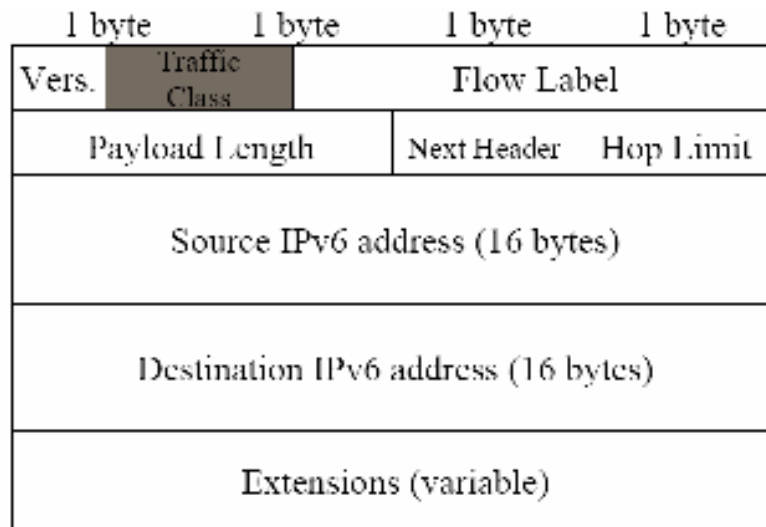 1 byte 1 byte 1 byte 1 byte
Vers. Traffic Class Flow Label
Payload Length Next Header Hop Limit
Source IPv6 address (16 bytes)
Destination IPv6 address (16 bytes)
Extensions (variable)